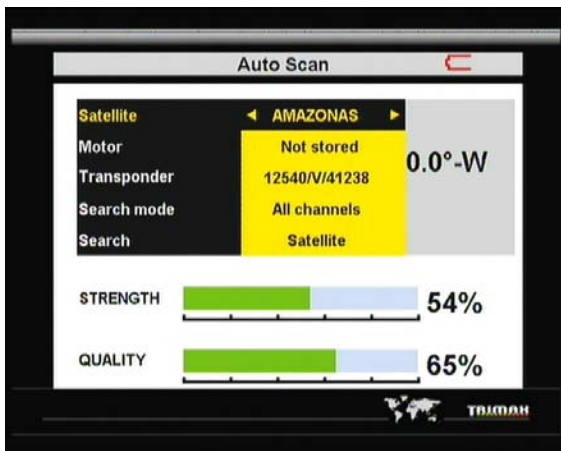 Auto Scan
Satellite ◄ AMAZONAS ►
Motor Not stored
0.0°-W
Transponder 12540/V/41238
Search mode All channels
Search Satellite
STRENGTH 54%
QUALITY 65%
TRIMAX